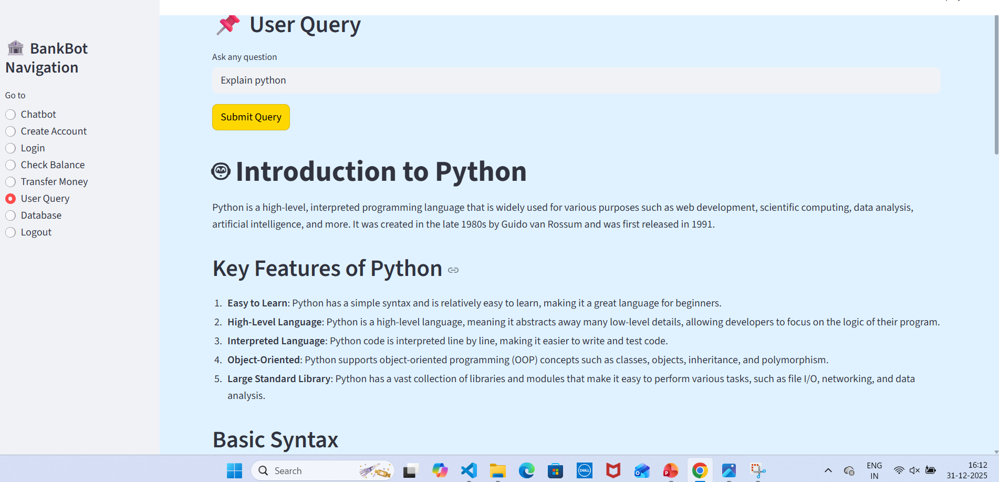 BankBot
Navigation
Go to
Chatbot
Create Account
Login
Check Balance
Transfer Money
User Query
Database
Logout
User Query
Ask any question
Explain python
Submit Query
Introduction to Python
Python is a high-level, interpreted programming language that is widely used for various purposes such as web development, scientific computing, data analysis,
artificial intelligence, and more. It was created in the late 1980s by Guido van Rossum and was first released in 1991.
Key Features of Python
1. Easy to Learn: Python has a simple syntax and is relatively easy to learn, making it a great language for beginners.
2. High-Level Language: Python is a high-level language, meaning it abstracts away many low-level details, allowing developers to focus on the logic of their program.
3. Interpreted Language: Python code is interpreted line by line, making it easier to write and test code.
4. Object-Oriented: Python supports object-oriented programming (OOP) concepts such as classes, objects, inheritance, and polymorphism.
5. Large Standard Library: Python has a vast collection of libraries and modules that make it easy to perform various tasks, such as file I/O, networking, and data
analysis.
Basic Syntax
Search
DELL
ENG
IN
16:12
31-12-2025